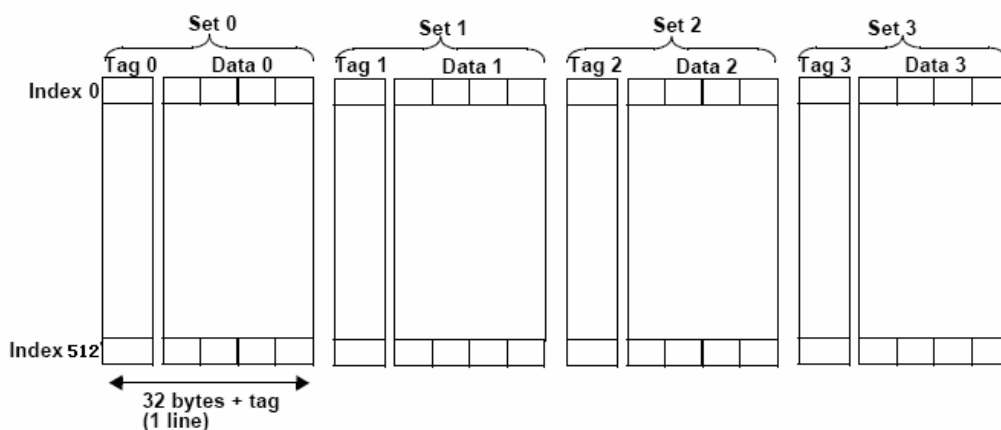 Set 0 Set 1 Set 2 Set 3
Tag 0 Data 0 Tag 1 Data 1 Tag 2 Data 2 Tag 3 Data 3
Index 0
Index 512
32 bytes + tag
(1 line)